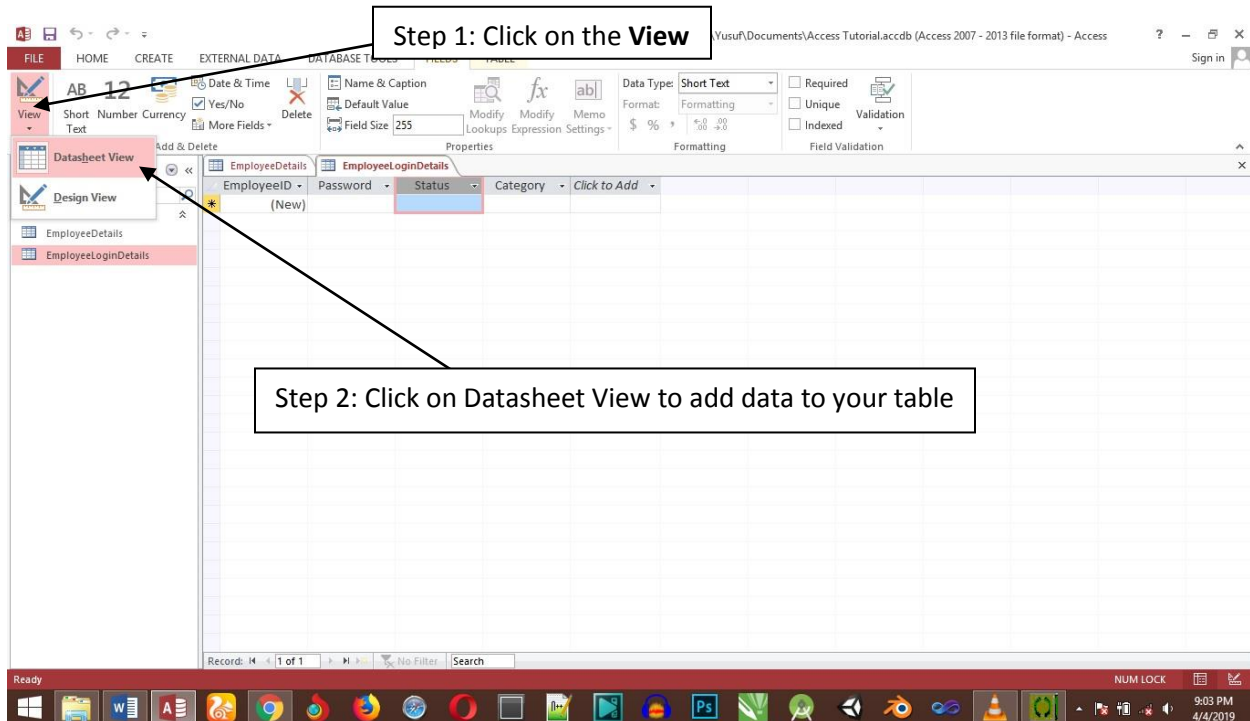 Step 1: Click on the View
\Yusuf\Documents\Access Tutorial.accdb (Access 2007 - 2013 file format) - Access
?
FILE HOME CREATE EXTERNAL DATA DATABASE TOOLS FIELDS TABLE
Sign in
View
AB
Short Text
12
Number
Currency
Date & Time
Yes/No
More Fields
Delete
Name & Caption
Default Value
Field Size 255
Modify Lookups
fx
Modify Expression
ab
Memo Settings
Data Type: Short Text
Format: Formatting
$ % ,
Required
Unique
Indexed
Validation
Add & Delete
Properties
Formatting
Field Validation
Datasheet View
Design View
EmployeeDetails
EmployeeLoginDetails
EmployeeDetails EmployeeLoginDetails
EmployeeID Password Status Category Click to Add
* (New)
Step 2: Click on Datasheet View to add data to your table
Record: 1 of 1 No Filter Search
Ready
NUM LOCK
Ps
9:03 PM
4/4/2019